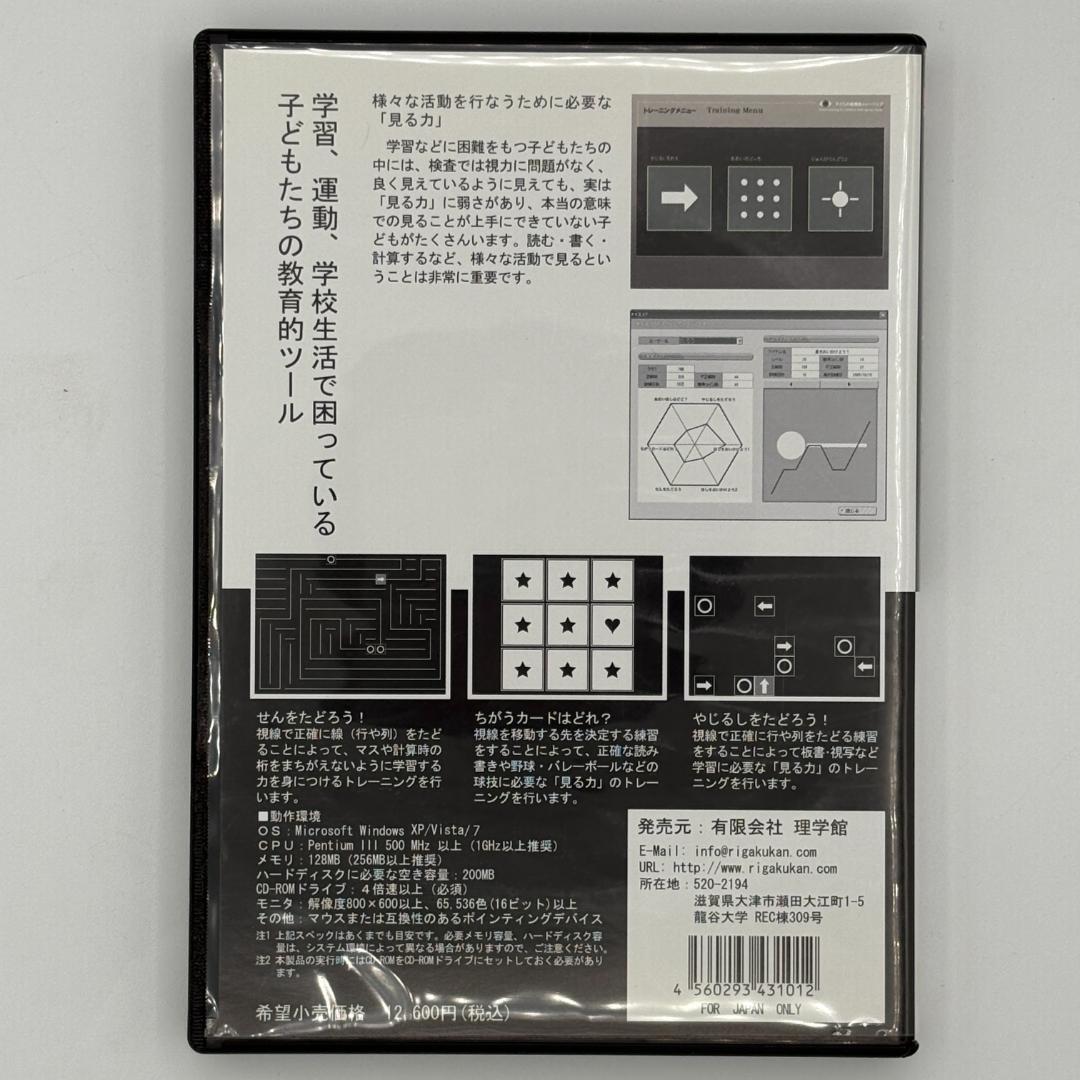 学習、運動、学校生活で困っている
子どもたちの教育的ツール
様々な活動を行なうために必要な
「見る力」
学習などに困難をもつ子どもたちの
中には、検査では視力に問題がなく、
良く見えているように見えても、実は
「見る力」に弱さがあり、本当の意味
での見ることが上手にできていない子
どもがたくさんいます。読む・書く・
計算するなど、様々な活動で見るとい
うことは非常に重要です。
トレーニングメニュー Training Menu
せんをたどろう！
視線で正確に線（行や列）をたど
ることによって、マスや計算時の
桁をまちがえないように学習する
力を身につけるトレーニングを行
います。
ちがうカードはどれ？
視線を移動する先を決定する練習
をすることによって、正確な読み
書きや野球・バレーボールなどの
球技に必要な「見る力」のトレー
ニングを行います。
やじるしをたどろう！
視線で正確に行や列をたどる練習
をすることによって板書・視写など
学習に必要な「見る力」のトレー
ニングを行います。
■動作環境
OS：Microsoft Windows XP/Vista/7
CPU：Pentium III 500 MHz 以上（1GHz以上推奨）
メモリ：128MB（256MB以上推奨）
ハードディスクに必要な空き容量：200MB
CD-ROMドライブ：４倍速以上（必須）
モニタ：解像度800×600以上、65,536色(16ビット)以上
その他：マウスまたは互換性のあるポインティングデバイス
注1 上記スペックはあくまでも目安です。必要メモリ容量、ハードディスク容
量は、システム環境によって異なる場合がありますので、ご注意ください。
注2 本製品の実行時にはCD-ROMをCD-ROMドライブにセットしておく必要があり
ます。
希望小売価格 12,600円(税込)
発売元：有限会社 理学館
E-Mail: info@rigakukan.com
URL: http://www.rigakukan.com
所在地：520-2194
滋賀県大津市瀬田大江町1-5
龍谷大学 REC棟309号
4 560293 431012
FOR JAPAN ONLY